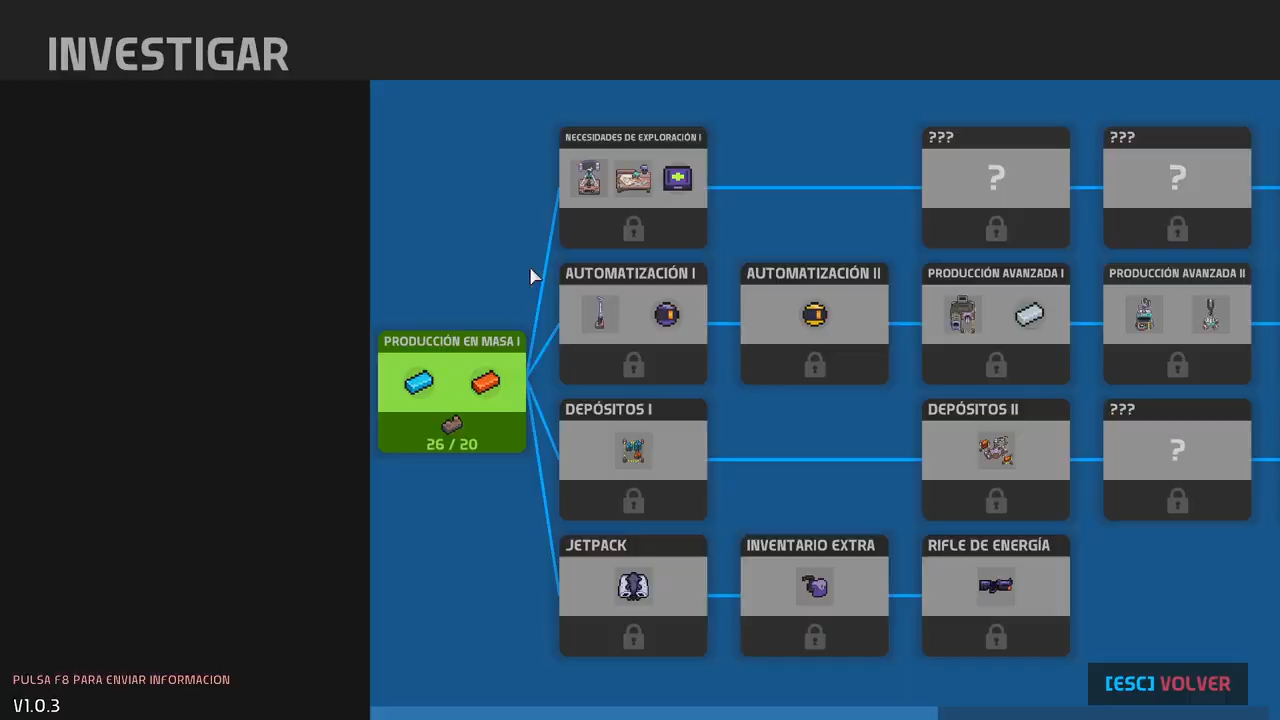 INVESTIGAR
NECESIDADES DE EXPLORACIÓN I
???
???
AUTOMATIZACIÓN I
AUTOMATIZACIÓN II
PRODUCCIÓN AVANZADA I
PRODUCCIÓN AVANZADA II
PRODUCCIÓN EN MASA I
26 / 20
DEPÓSITOS I
DEPÓSITOS II
???
JETPACK
INVENTARIO EXTRA
RIFLE DE ENERGÍA
PULSA F8 PARA ENVIAR INFORMACION
V1.0.3
[ESC] VOLVER